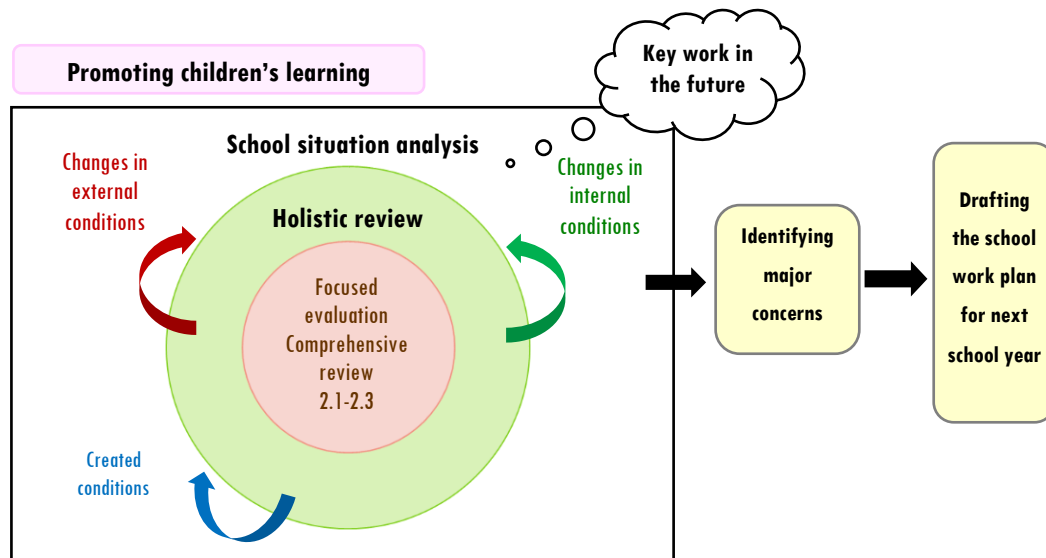 Promoting children's learning
Key work in
the future
School situation analysis
Changes in
external
conditions
Changes in
internal
conditions
Holistic review
Focused
evaluation
Comprehensive
review
2.1-2.3
Created
conditions
Identifying
major
concerns
Drafting
the school
work plan
for next
school year